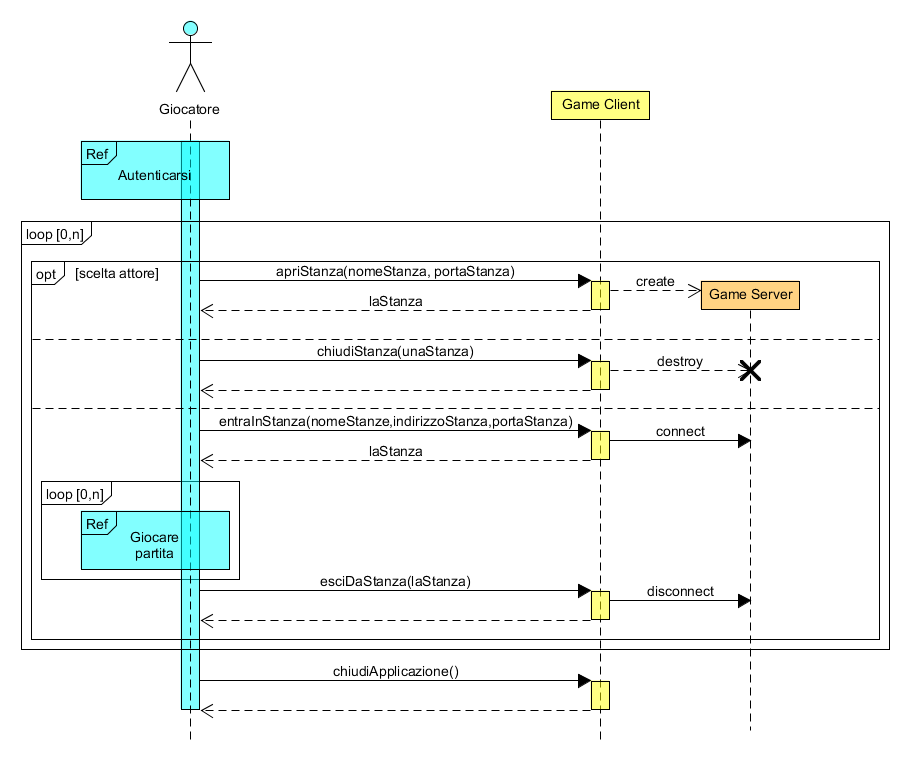 Giocatore
Game Client
Ref
Autenticarsi
loop [0,n]
opt
[scelta attore]
apriStanza(nomeStanza, portaStanza)
create
Game Server
laStanza
chiudiStanza(unaStanza)
destroy
entraInStanza(nomeStanze,indirizzoStanza,portaStanza)
connect
laStanza
loop [0,n]
Ref
Giocare
partita
esciDaStanza(laStanza)
disconnect
chiudiApplicazione()